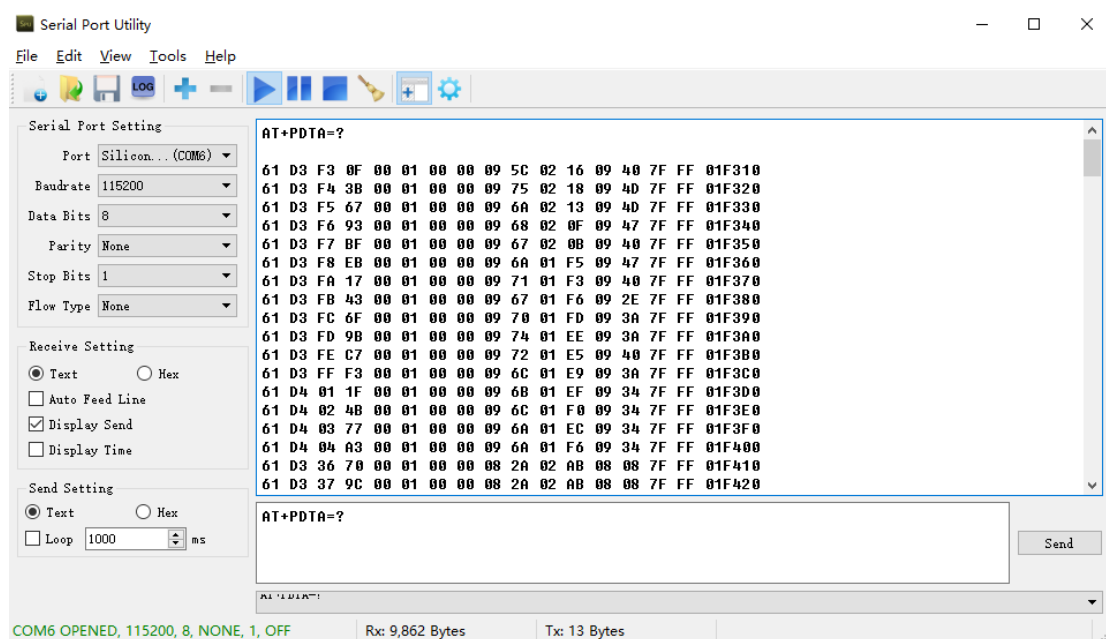 Serial Port Utility
File Edit View Tools Help
LOG
Serial Port Setting
Port Silicon...(COM6)
Baudrate 115200
Data Bits 8
Parity None
Stop Bits 1
Flow Type None
Receive Setting
Text Hex
Auto Feed Line
Display Send
Display Time
Send Setting
Text Hex
Loop 1000 ms
AT+PDTA=?
61 D3 F3 0F 00 01 00 00 09 5C 02 16 09 40 7F FF 01F310
61 D3 F4 3B 00 01 00 00 09 75 02 18 09 4D 7F FF 01F320
61 D3 F5 67 00 01 00 00 09 6A 02 13 09 4D 7F FF 01F330
61 D3 F6 93 00 01 00 00 09 68 02 0F 09 47 7F FF 01F340
61 D3 F7 BF 00 01 00 00 09 67 02 0B 09 40 7F FF 01F350
61 D3 F8 EB 00 01 00 00 09 6A 01 F5 09 47 7F FF 01F360
61 D3 FA 17 00 01 00 00 09 71 01 F3 09 40 7F FF 01F370
61 D3 FB 43 00 01 00 00 09 67 01 F6 09 2E 7F FF 01F380
61 D3 FC 6F 00 01 00 00 09 70 01 FD 09 3A 7F FF 01F390
61 D3 FD 9B 00 01 00 00 09 74 01 EE 09 3A 7F FF 01F3A0
61 D3 FE C7 00 01 00 00 09 72 01 E5 09 40 7F FF 01F3B0
61 D3 FF F3 00 01 00 00 09 6C 01 E9 09 3A 7F FF 01F3C0
61 D4 01 1F 00 01 00 00 09 6B 01 EF 09 34 7F FF 01F3D0
61 D4 02 4B 00 01 00 00 09 6C 01 F0 09 34 7F FF 01F3E0
61 D4 03 77 00 01 00 00 09 6A 01 EC 09 34 7F FF 01F3F0
61 D4 04 A3 00 01 00 00 09 6A 01 F6 09 34 7F FF 01F400
61 D3 36 70 00 01 00 00 08 2A 02 AB 08 08 7F FF 01F410
61 D3 37 9C 00 01 00 00 08 2A 02 AB 08 08 7F FF 01F420
AT+PDTA=?
Send
AT+PDTA=?
COM6 OPENED, 115200, 8, NONE, 1, OFF Rx: 9,862 Bytes Tx: 13 Bytes